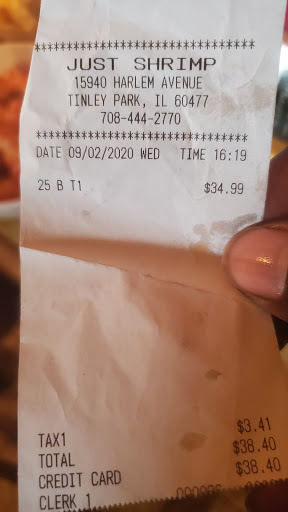 ************************************
JUST SHRIMP
15940 HARLEM AVENUE
TINLEY PARK, IL 60477
708-444-2770
************************************
DATE 09/02/2020 WED TIME 16:19
25 B T1 $34.99
TAX1 $3.41
TOTAL $38.40
CREDIT CARD $38.40
CLERK 1